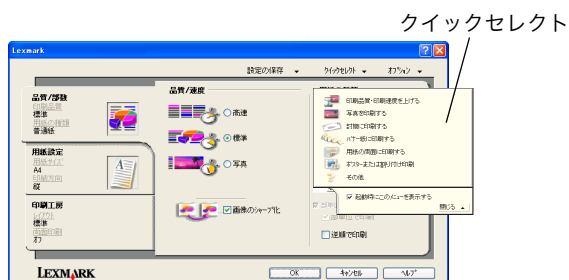 クイックセレクト
Lexmark
設定の保存 クイックセレクト オプション
品質/部数
印刷品質
標準
用紙の種類
普通紙
用紙設定
用紙サイズ
A4
印刷方向
縦
印刷工房
レイアウト
標準
両面印刷
オフ
品質/速度
高速
標準
写真
画像のシャープ化
印刷品質・印刷速度を上げる
写真を印刷する
封筒に印刷する
バナー紙に印刷する
用紙の両面に印刷する
ポスターまたは割り付け印刷
その他
起動時にこのメニューを表示する
閉じる
部単位で印刷
逆順で印刷
LEXMARK
OK キャンセル ヘルプ